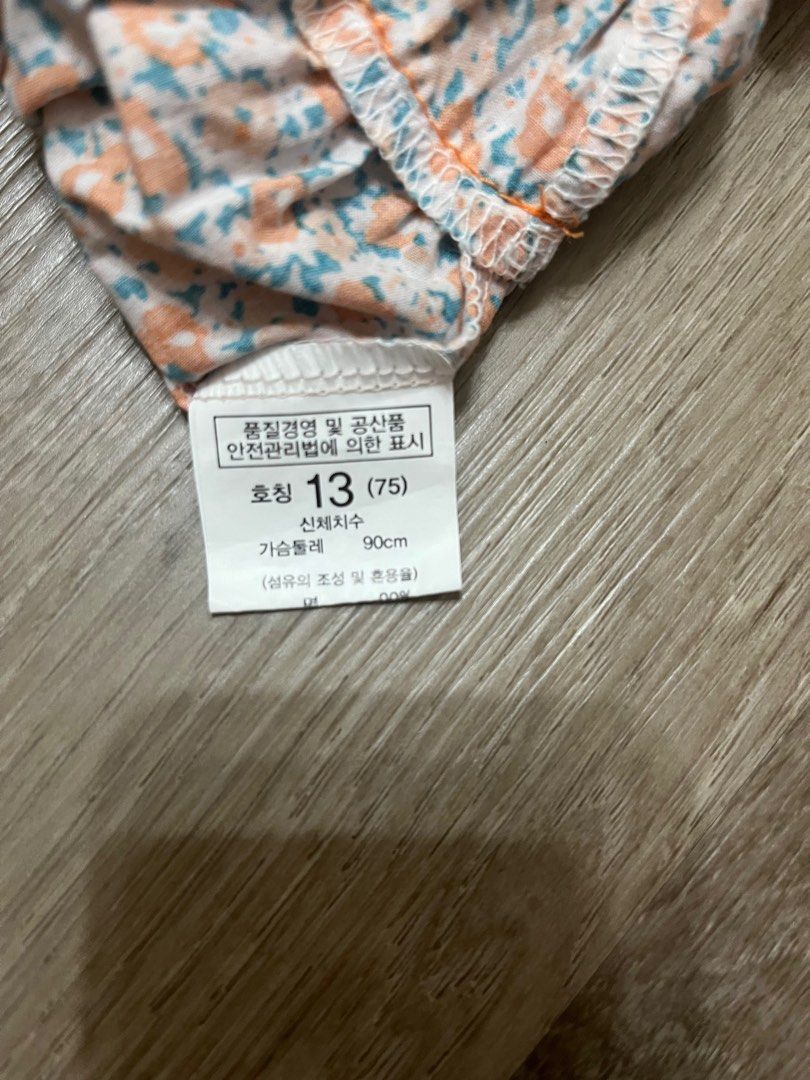 품질경영 및 공산품
안전관리법에 의한 표시
호칭 13 (75)
신체치수
가슴둘레 90cm
(섬유의 조성 및 혼용율)
면